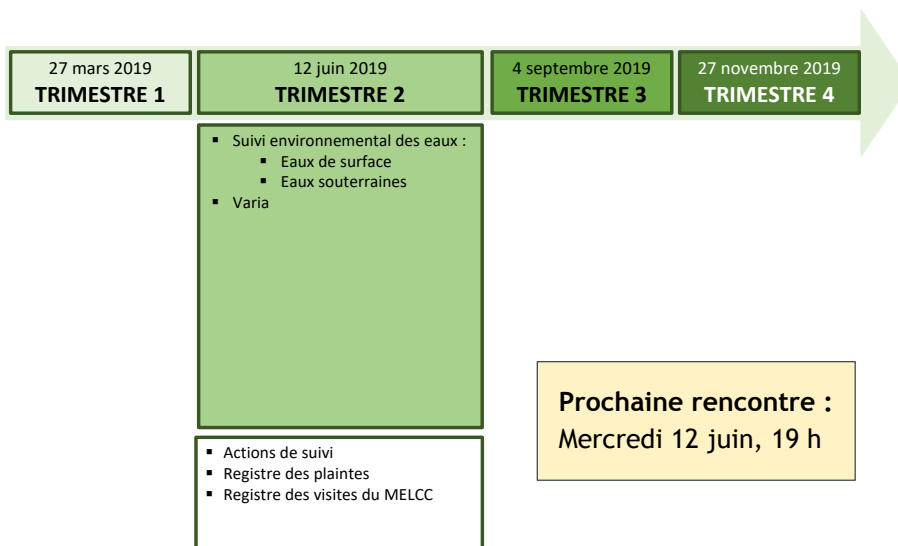 27 mars 2019
TRIMESTRE 1
12 juin 2019
TRIMESTRE 2
4 septembre 2019
TRIMESTRE 3
27 novembre 2019
TRIMESTRE 4
▪ Suivi environnemental des eaux :
▪ Eaux de surface
▪ Eaux souterraines
▪ Varia
Prochaine rencontre :
Mercredi 12 juin, 19 h
▪ Actions de suivi
▪ Registre des plaintes
▪ Registre des visites du MELCC